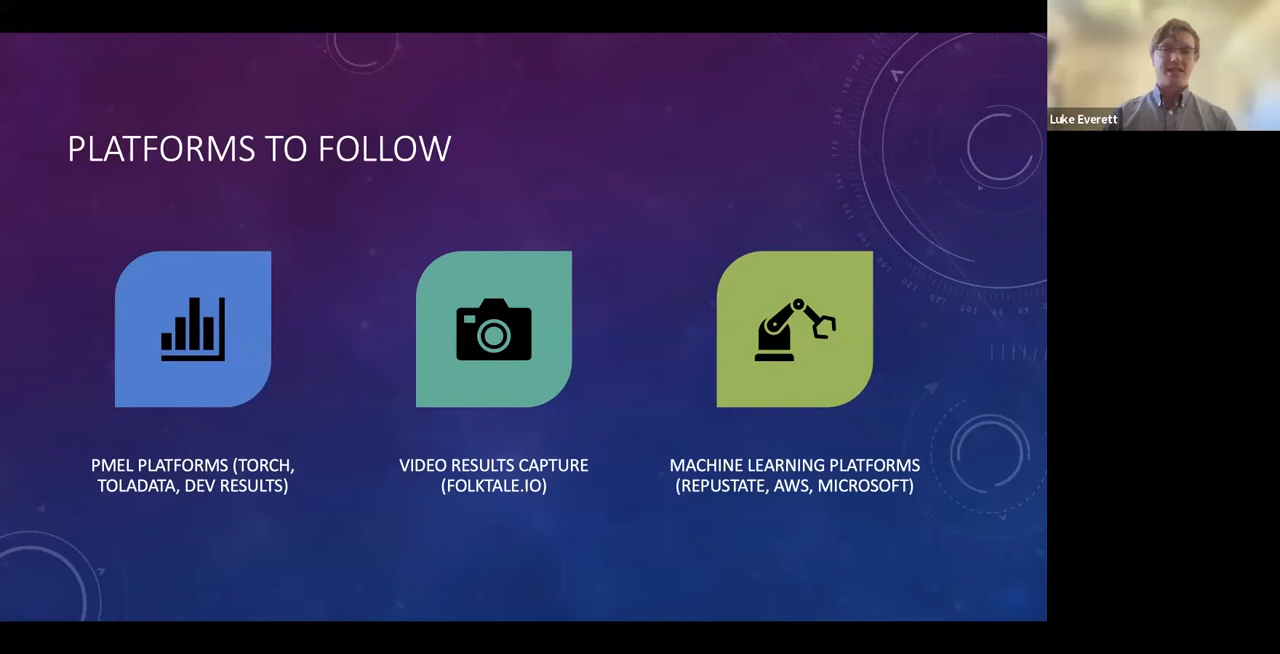 PLATFORMS TO FOLLOW
PMEL PLATFORMS (TORCH,
TOLADATA, DEV RESULTS)
VIDEO RESULTS CAPTURE
(FOLKTALE.IO)
MACHINE LEARNING PLATFORMS
(REPUSTATE, AWS, MICROSOFT)
Luke Everett